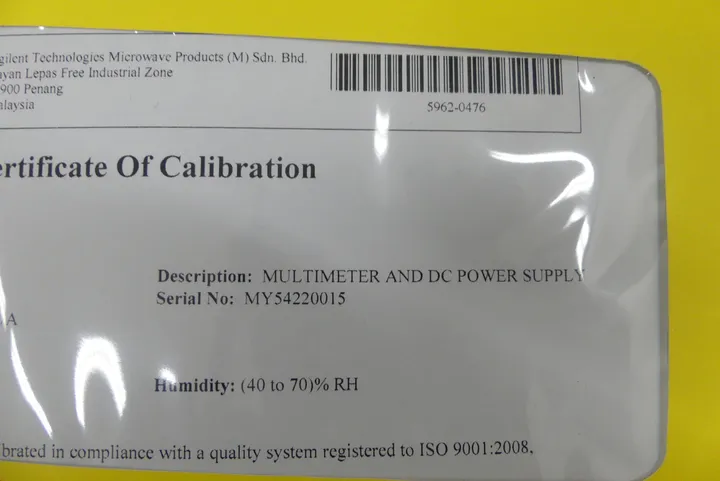 gilent Technologies Microwave Products (M) Sdn. Bhd.
ayan Lepas Free Industrial Zone
900 Penang
alaysia
5962-0476
ertificate Of Calibration
Description: MULTIMETER AND DC POWER SUPPLY
Serial No: MY54220015
A
Humidity: (40 to 70)% RH
brated in compliance with a quality system registered to ISO 9001:2008,